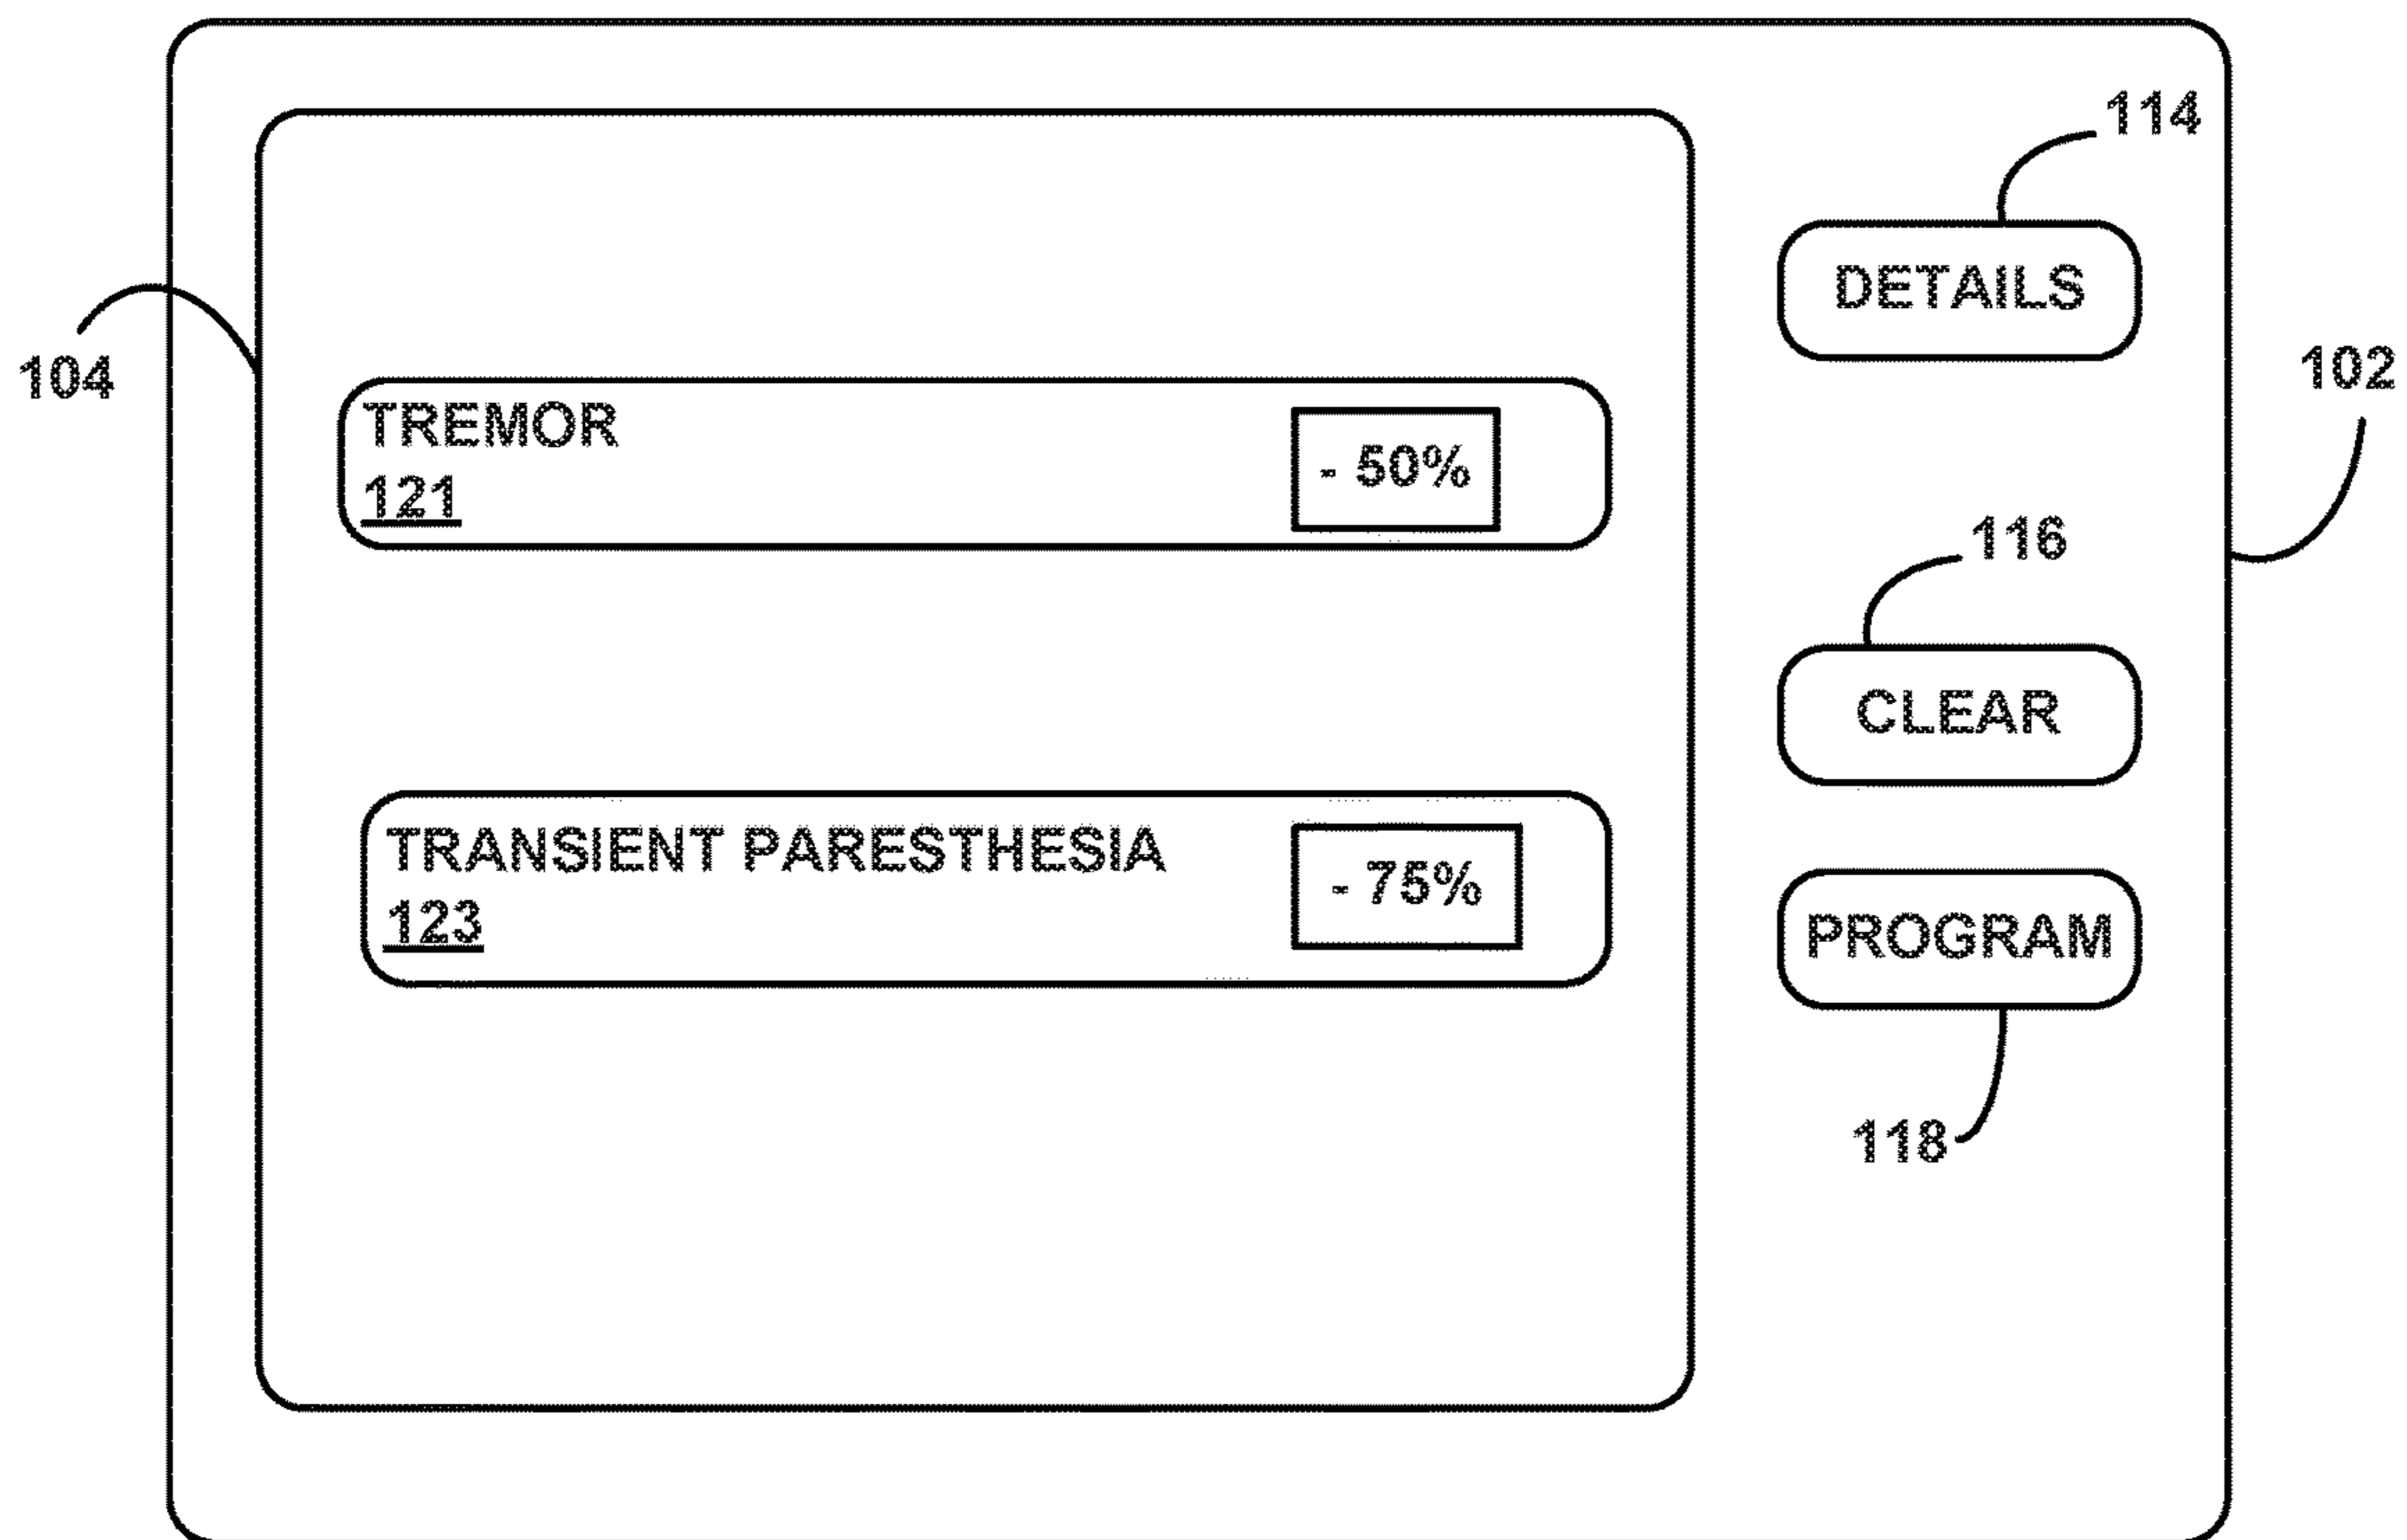 114
DETAILS
104
102
TREMOR
121
- 50%
116
CLEAR
TRANSIENT PARESTHESIA
123
- 75%
PROGRAM
118